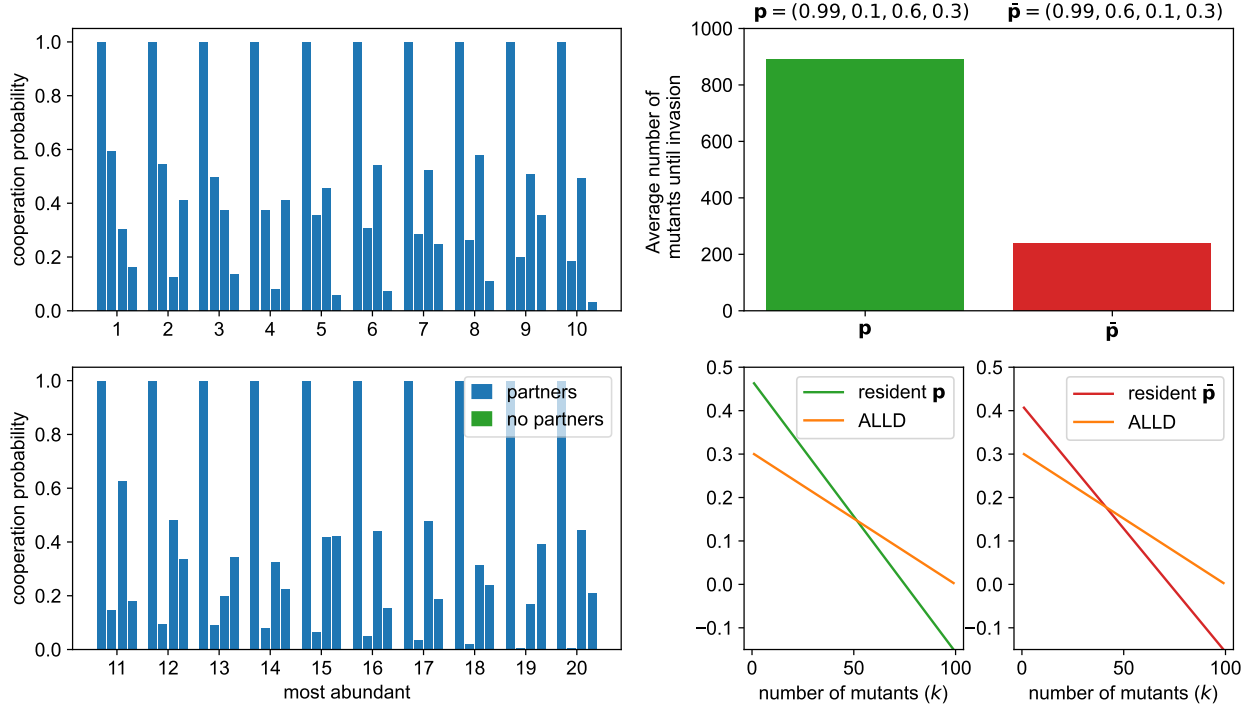 cooperation probability
1.0
0.8
0.6
0.4
0.2
0.0
1 2 3 4 5 6 7 8 9 10
cooperation probability
1.0
0.8
0.6
0.4
0.2
0.0
partners
no partners
11 12 13 14 15 16 17 18 19 20
most abundant
p = (0.99, 0.1, 0.6, 0.3) p̄ = (0.99, 0.6, 0.1, 0.3)
Average number of
mutants until invasion
1000
800
600
400
200
0
p p̄
0.5
0.4
0.3
0.2
0.1
0.0
−0.1
resident p
ALLD
0 50 100
number of mutants (k)
0.5
0.4
0.3
0.2
0.1
0.0
−0.1
resident p̄
ALLD
0 50 100
number of mutants (k)